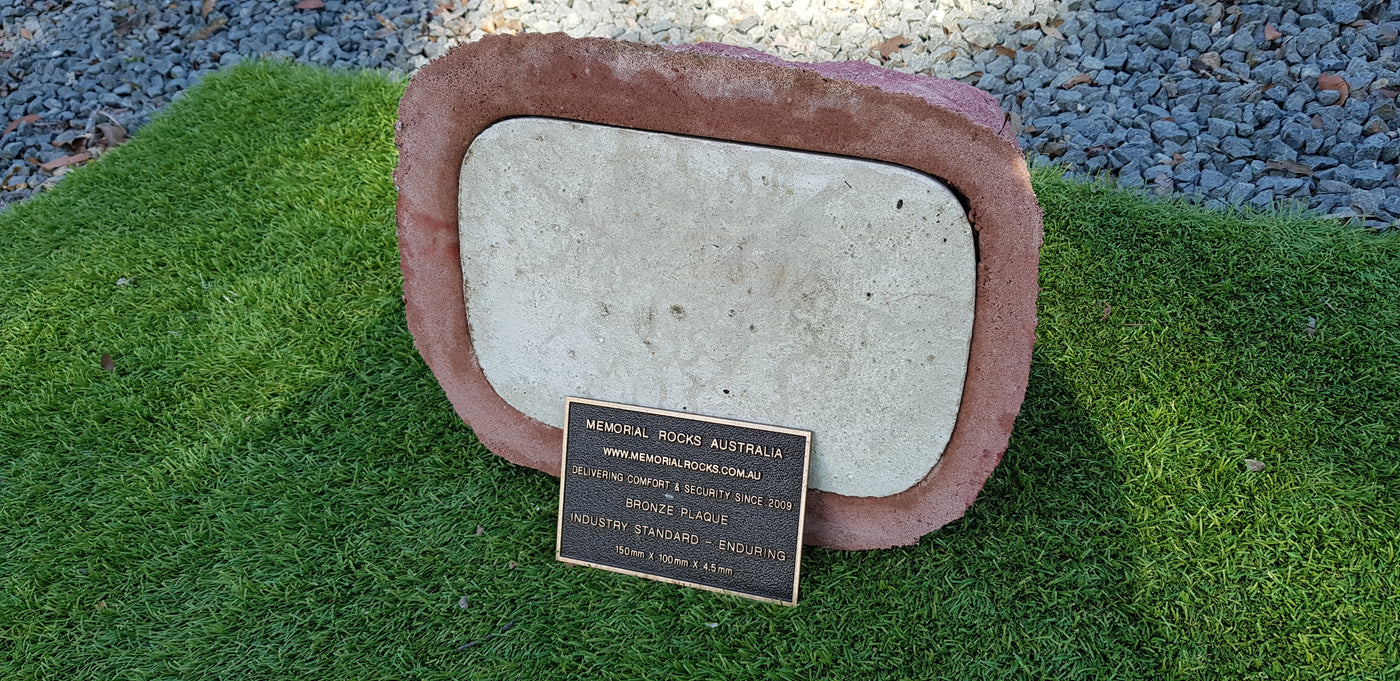 MEMORIAL ROCKS AUSTRALIA
WWW.MEMORIALROCKS.COM.AU
DELIVERING COMFORT & SECURITY SINCE 2009
BRONZE PLAQUE
INDUSTRY STANDARD - ENDURING
150mm X 100mm X 4.5mm